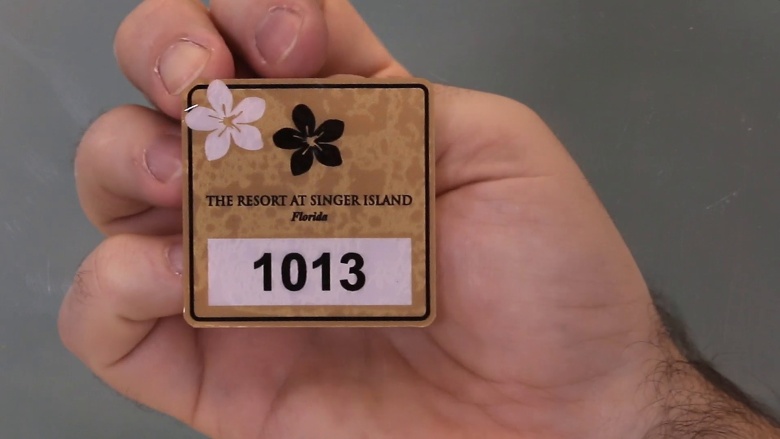 THE RESORT AT SINGER ISLAND
Florida
1013